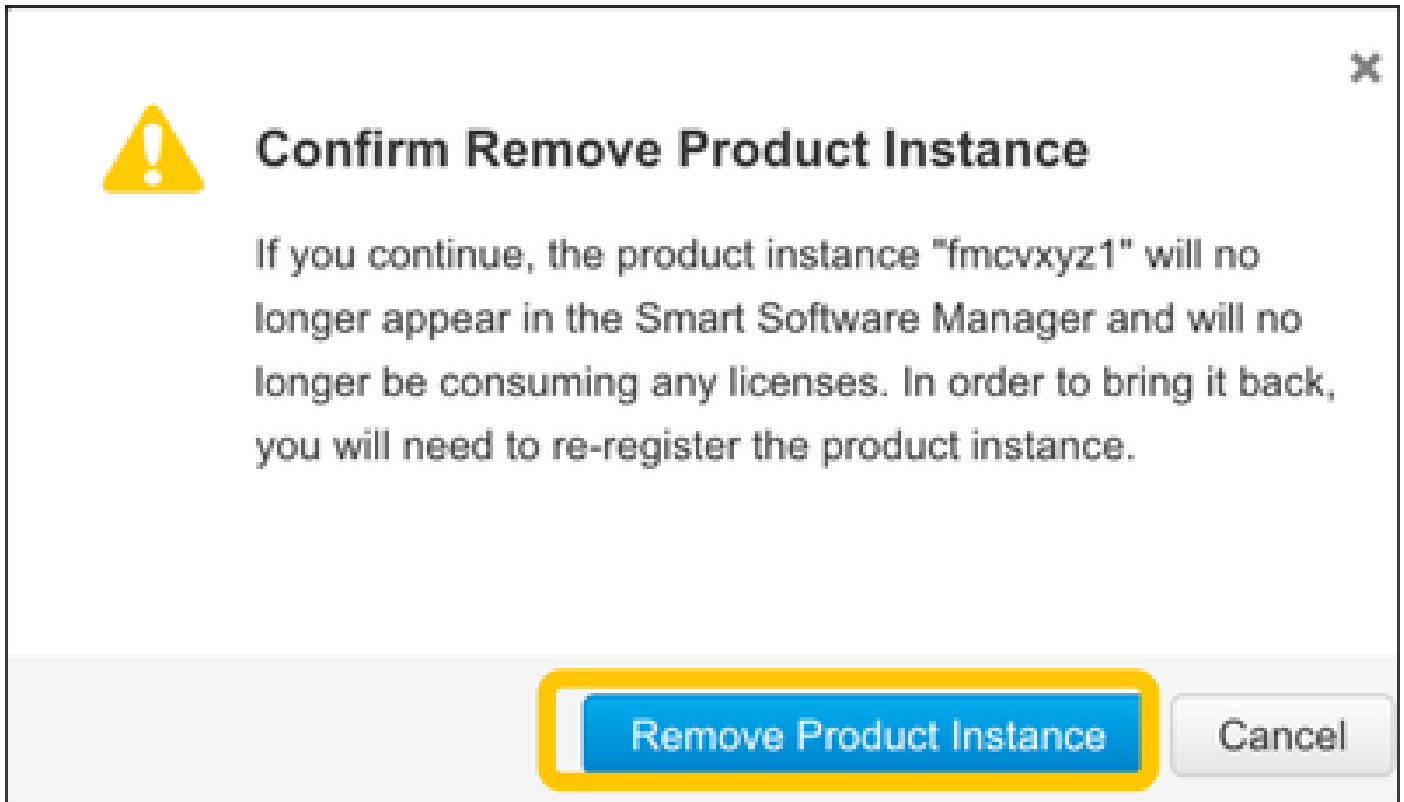 Confirm Remove Product Instance
If you continue, the product instance "fmcvxyz1" will no
longer appear in the Smart Software Manager and will no
longer be consuming any licenses. In order to bring it back,
you will need to re-register the product instance.
Remove Product Instance
Cancel